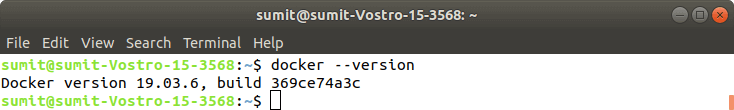 sumit@sumit-Vostro-15-3568: ~
File Edit View Search Terminal Help
sumit@sumit-Vostro-15-3568:~$ docker --version
Docker version 19.03.6, build 369ce74a3c
sumit@sumit-Vostro-15-3568:~$